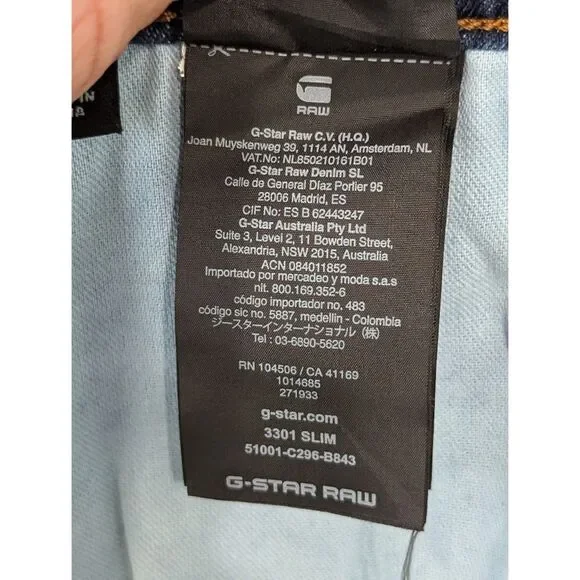 RAW
G-Star Raw C.V. (H.Q.)
Joan Muyskenweg 39, 1114 AN, Amsterdam, NL
VAT.No: NL850210161B01
G-Star Raw Denim SL
Calle de General Díaz Porlier 95
28006 Madrid, ES
CIF No: ES B 62443247
G-Star Australia Pty Ltd
Suite 3, Level 2, 11 Bowden Street,
Alexandria, NSW 2015, Australia
ACN 084011852
Importado por mercadeo y moda s.a.s
nit. 800.169.352-6
código importador no. 483
código sic no. 5887, medellin - Colombia
ジースターインターナショナル (株)
Tel : 03-6890-5620
RN 104506 / CA 41169
1014685
271933
g-star.com
3301 SLIM
51001-C296-B843
G-STAR RAW
IN